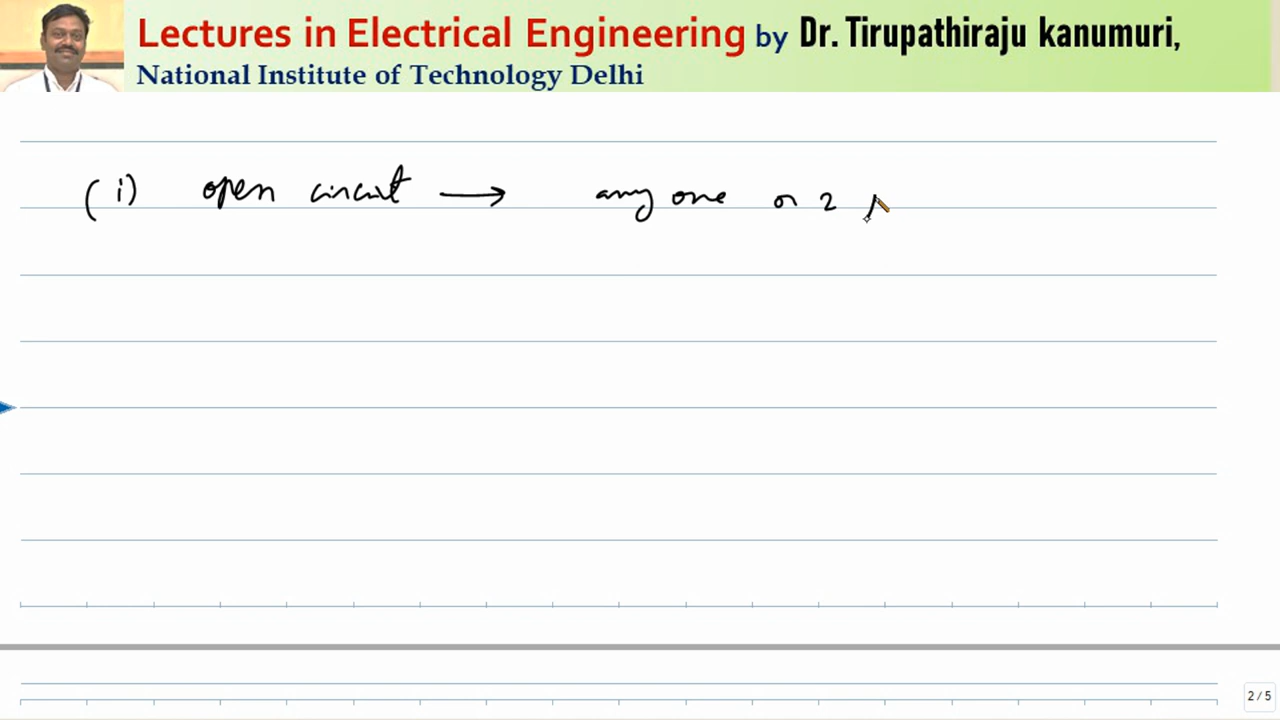 Lectures in Electrical Engineering by Dr. Tirupathiraju kanumuri,
National Institute of Technology Delhi
(i) open circuit → any one or 2
2 / 5